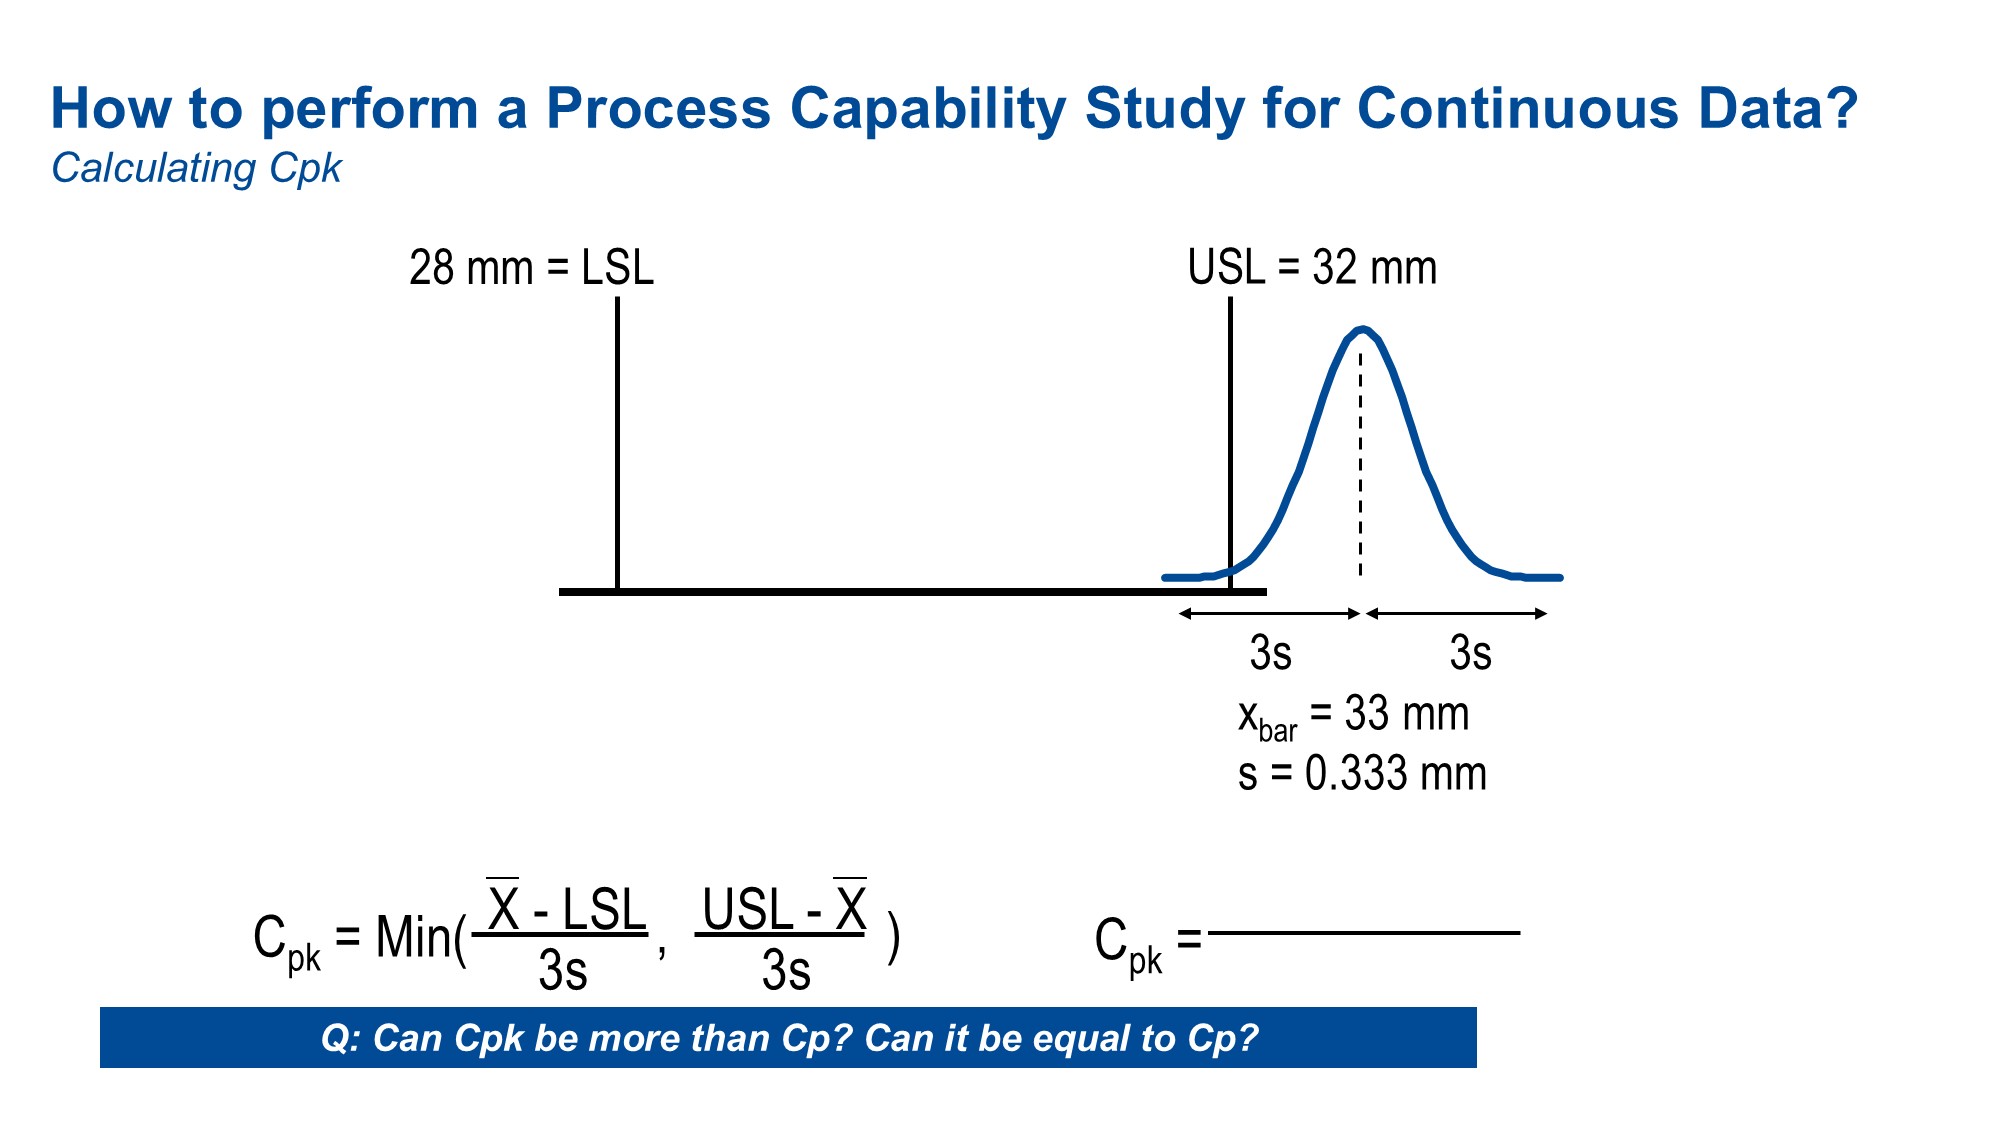 How to perform a Process Capability Study for Continuous Data?
Calculating Cpk
28 mm = LSL
USL = 32 mm
3s
3s
xbar = 33 mm
s = 0.333 mm
Cpk = Min( X̅ - LSL / 3s , USL - X̅ / 3s )
Cpk =
Q: Can Cpk be more than Cp? Can it be equal to Cp?